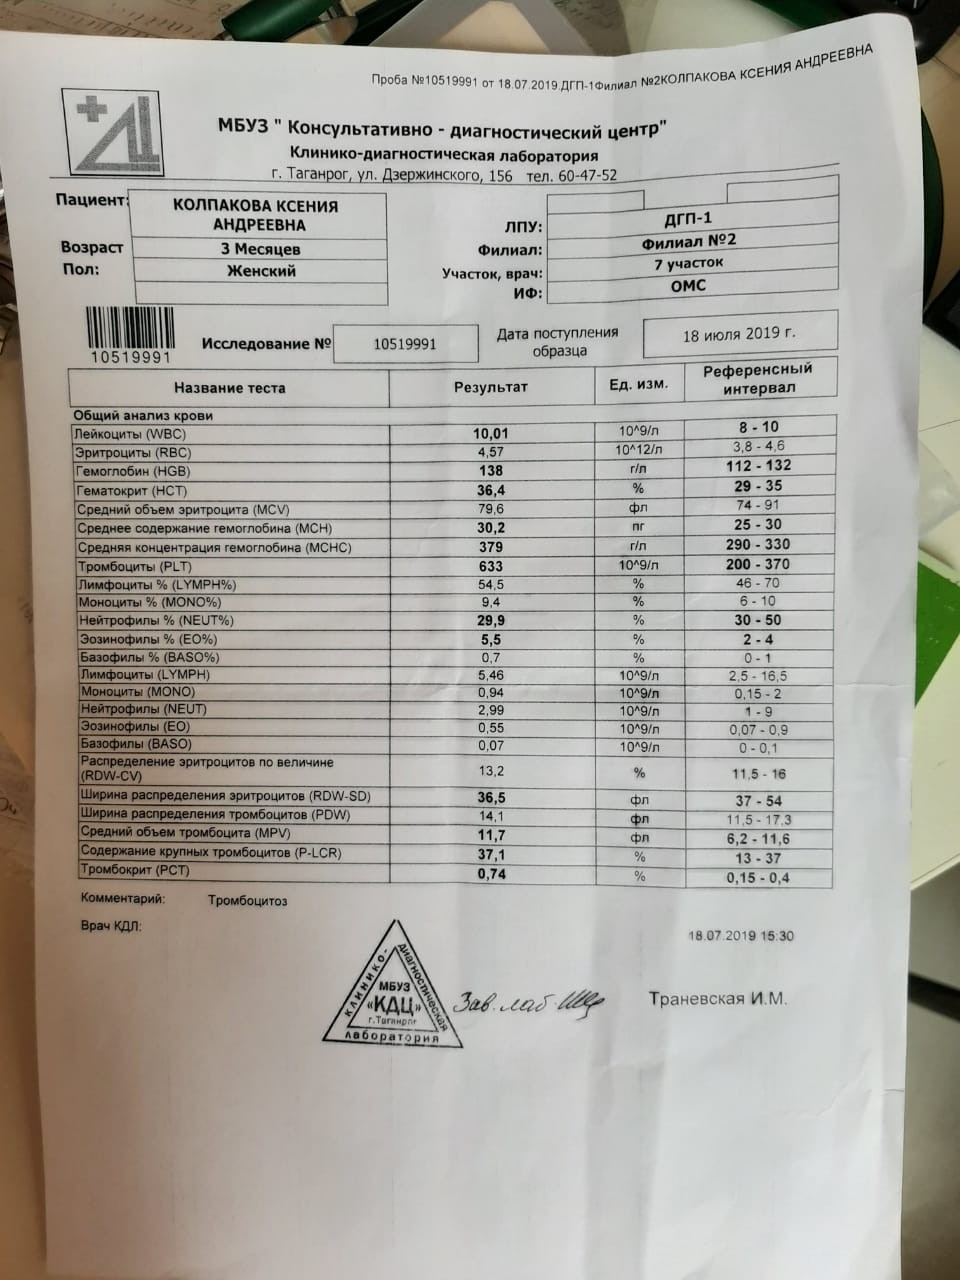 Проба №10519991 от 18.07.2019.ДГП-1Филиал №2КОЛПАКОВА КСЕНИЯ АНДРЕЕВНА
МБУЗ " Консультативно - диагностический центр"
Клинико-диагностическая лаборатория
г. Таганрог, ул. Дзержинского, 156 тел. 60-47-52
Пациент: КОЛПАКОВА КСЕНИЯ
АНДРЕЕВНА
Возраст 3 Месяцев
Пол: Женский
ЛПУ: ДГП-1
Филиал: Филиал №2
Участок, врач: 7 участок
ИФ: ОМС
10519991
Исследование № 10519991
Дата поступления
образца
18 июля 2019 г.
Название теста Результат Ед. изм. Референсный
интервал
Общий анализ крови
Лейкоциты (WBC) 10,01 10^9/л 8 - 10
Эритроциты (RBC) 4,57 10^12/л 3,8 - 4,6
Гемоглобин (HGB) 138 г/л 112 - 132
Гематокрит (HCT) 36,4 % 29 - 35
Средний объем эритроцита (MCV) 79,6 фл 74 - 91
Среднее содержание гемоглобина (MCH) 30,2 пг 25 - 30
Средняя концентрация гемоглобина (MCHC) 379 г/л 290 - 330
Тромбоциты (PLT) 633 10^9/л 200 - 370
Лимфоциты % (LYMPH%) 54,5 % 46 - 70
Моноциты % (MONO%) 9,4 % 6 - 10
Нейтрофилы % (NEUT%) 29,9 % 30 - 50
Эозинофилы % (EO%) 5,5 % 2 - 4
Базофилы % (BASO%) 0,7 % 0 - 1
Лимфоциты (LYMPH) 5,46 10^9/л 2,5 - 16,5
Моноциты (MONO) 0,94 10^9/л 0,15 - 2
Нейтрофилы (NEUT) 2,99 10^9/л 1 - 9
Эозинофилы (EO) 0,55 10^9/л 0,07 - 0,9
Базофилы (BASO) 0,07 10^9/л 0 - 0,1
Распределение эритроцитов по величине
(RDW-CV) 13,2 % 11,5 - 16
Ширина распределения эритроцитов (RDW-SD) 36,5 фл 37 - 54
Ширина распределения тромбоцитов (PDW) 14,1 фл 11,5 - 17,3
Средний объем тромбоцита (MPV) 11,7 фл 6,2 - 11,6
Содержание крупных тромбоцитов (P-LCR) 37,1 % 13 - 37
Тромбокрит (PCT) 0,74 % 0,15 - 0,4
Комментарий: Тромбоцитоз
Врач КДЛ:
18.07.2019 15:30
КЛИНИКО-
диагностическая
лаборатория
МБУЗ
«КДЦ»
г.Таганрог
Зав. лаб.
Траневская И.М.